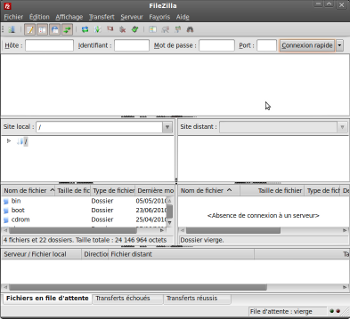 FileZilla
Fichier Édition Affichage Transfert Serveur Favoris Aide
Hôte : Identifiant : Mot de passe : Port : Connexion rapide
Site local : / Site distant :
/
Nom de fichier Taille de fic Type de fichier Dernière mo Nom de fichier Taille de fichier Type de fich De
bin Dossier 05/05/2010
boot Dossier 23/06/2010
cdrom Dossier 25/04/2010
<Absence de connexion à un serveur>
4 fichiers et 22 dossiers. Taille totale : 24 146 964 octets Dossier vierge.
Serveur / Fichier local Direction Fichier distant Ta
Fichiers en file d'attente Transferts échoués Transferts réussis
File d'attente : vierge